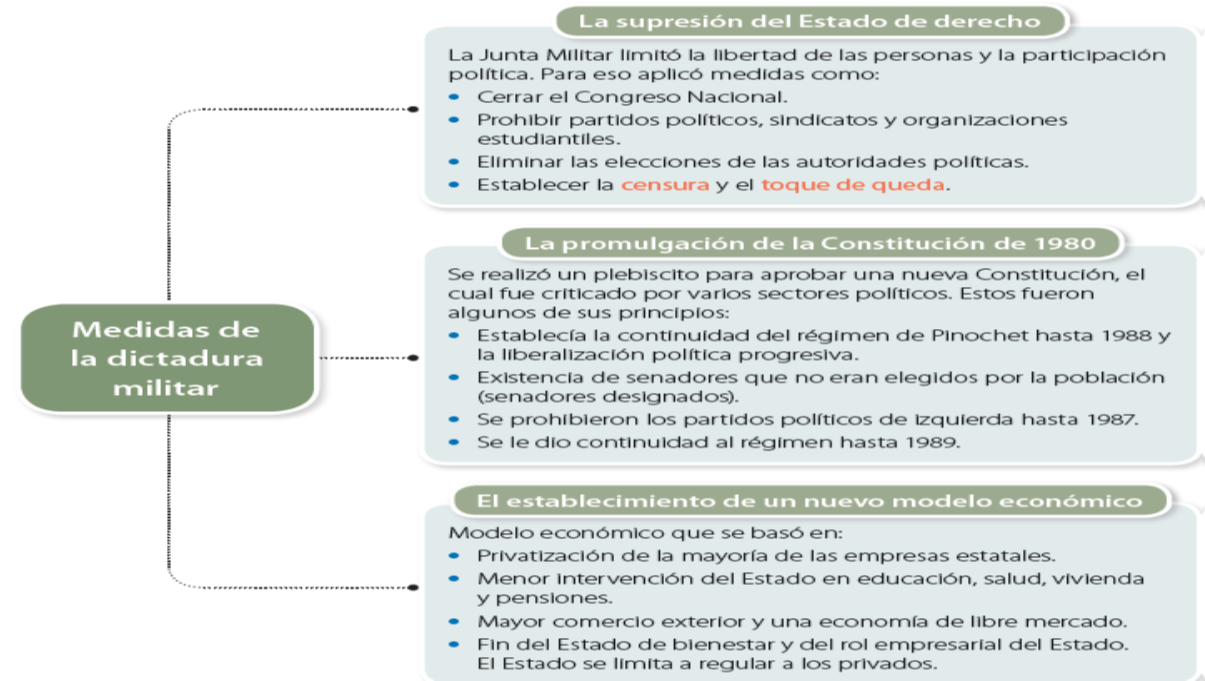 La supresión del Estado de derecho
La Junta Militar limitó la libertad de las personas y la participación
política. Para eso aplicó medidas como:
• Cerrar el Congreso Nacional.
• Prohibir partidos políticos, sindicatos y organizaciones
estudiantiles.
• Eliminar las elecciones de las autoridades políticas.
• Establecer la censura y el toque de queda.
Medidas de
la dictadura
militar
La promulgación de la Constitución de 1980
Se realizó un plebiscito para aprobar una nueva Constitución, el
cual fue criticado por varios sectores políticos. Estos fueron
algunos de sus principios:
• Establecía la continuidad del régimen de Pinochet hasta 1988 y
la liberalización política progresiva.
• Existencia de senadores que no eran elegidos por la población
(senadores designados).
• Se prohibieron los partidos políticos de izquierda hasta 1987.
• Se le dio continuidad al régimen hasta 1989.
El establecimiento de un nuevo modelo económico
Modelo económico que se basó en:
• Privatización de la mayoría de las empresas estatales.
• Menor intervención del Estado en educación, salud, vivienda
y pensiones.
• Mayor comercio exterior y una economía de libre mercado.
• Fin del Estado de bienestar y del rol empresarial del Estado.
El Estado se limita a regular a los privados.